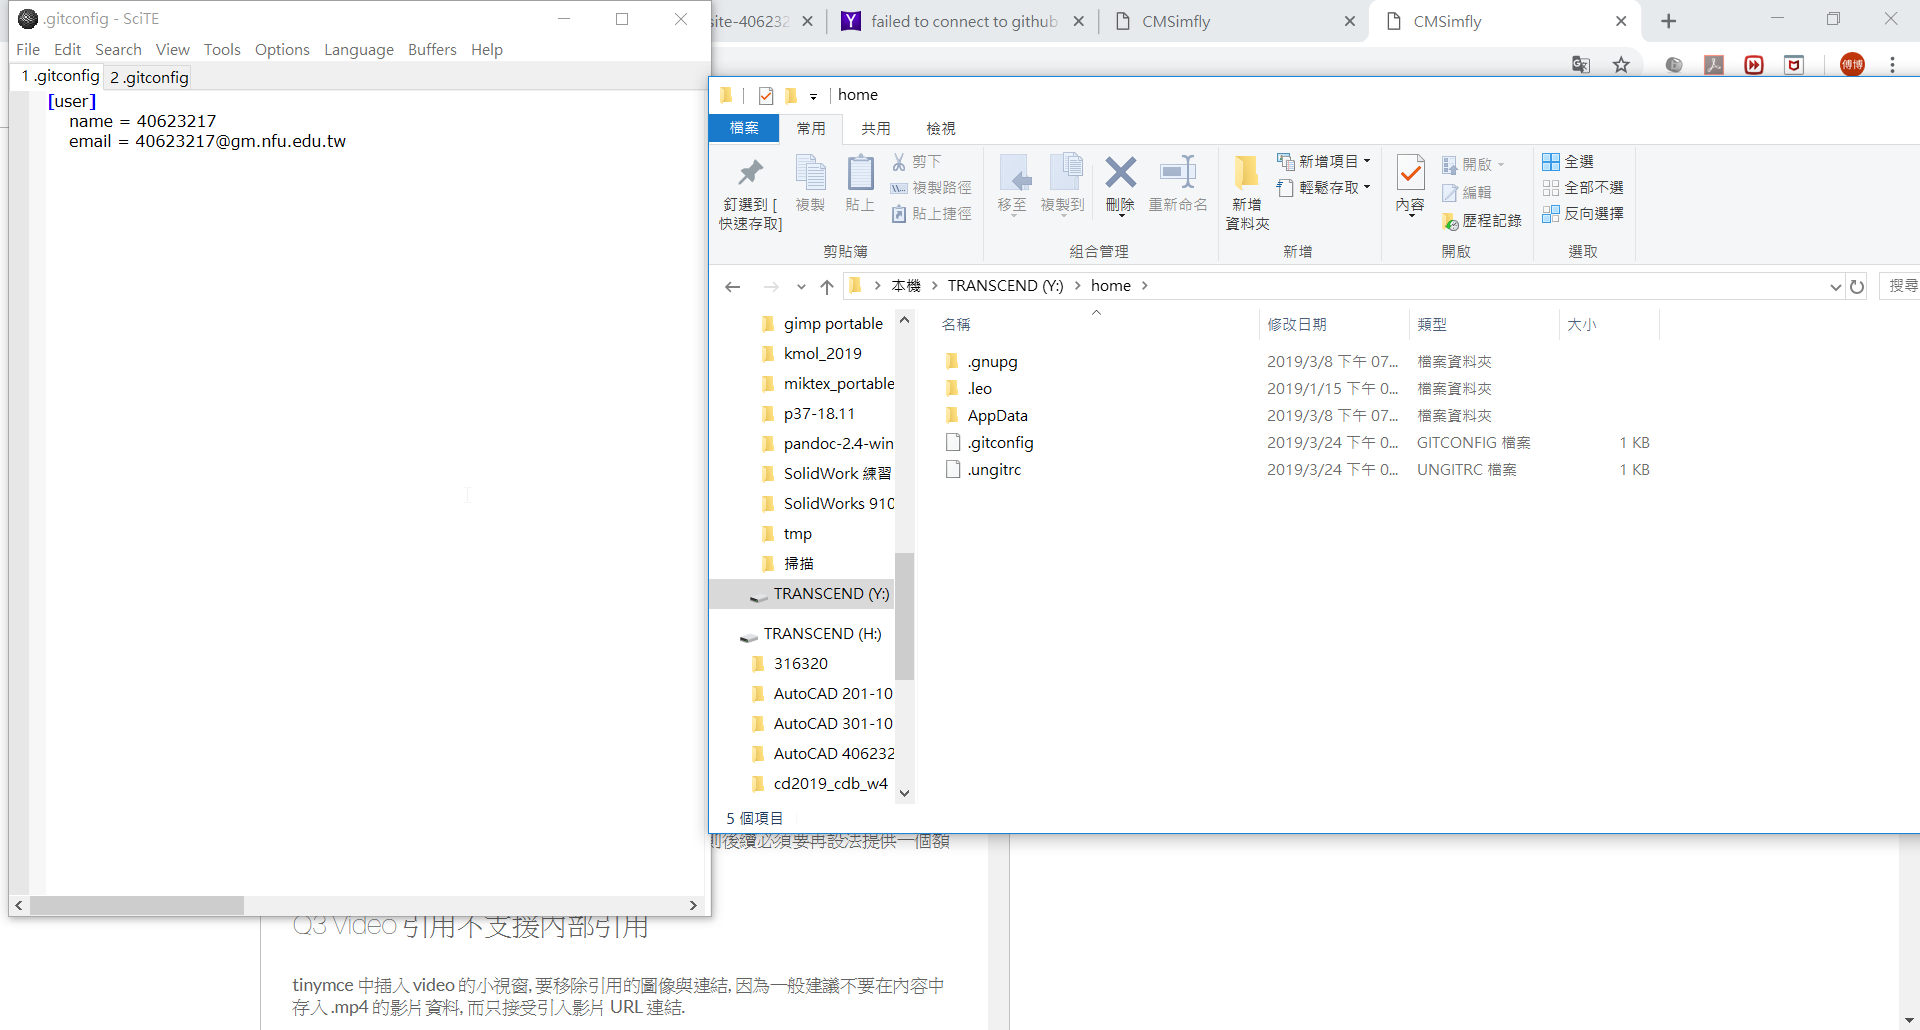 .gitconfig - SciTE
File Edit Search View Tools Options Language Buffers Help
1 .gitconfig 2 .gitconfig
[user]
name = 40623217
email = 40623217@gm.nfu.edu.tw
site-406232
failed to connect to github
CMSimfly
CMSimfly
傅博
home
檔案 常用 共用 檢視
釘選到 [
快速存取]
複製
貼上
剪下
複製路徑
貼上捷徑
剪貼簿
移至
複製到
刪除
重新命名
組合管理
新增
資料夾
新增項目
輕鬆存取
新增
內容
開啟
編輯
歷程記錄
開啟
全選
全部不選
反向選擇
選取
本機 TRANSCEND (Y:) home
搜尋
gimp portable
kmol_2019
miktex_portable
p37-18.11
pandoc-2.4-win
SolidWork 練習
SolidWorks 910
tmp
掃描
TRANSCEND (Y:)
TRANSCEND (H:)
316320
AutoCAD 201-10
AutoCAD 301-10
AutoCAD 406232
cd2019_cdb_w4
名稱 修改日期 類型 大小
.gnupg 2019/3/8 下午 07... 檔案資料夾
.leo 2019/1/15 下午 0... 檔案資料夾
AppData 2019/3/8 下午 07... 檔案資料夾
.gitconfig 2019/3/24 下午 0... GITCONFIG 檔案 1 KB
.ungitrc 2019/3/24 下午 0... UNGITRC 檔案 1 KB
5 個項目
則後續必須要再設法提供一個額
Q3 Video 引用不支援內部引用
tinymce 中插入 video 的小視窗, 要移除引用的圖像與連結, 因為一般建議不要在內容中
存入 .mp4 的影片資料, 而只接受引入影片 URL 連結.